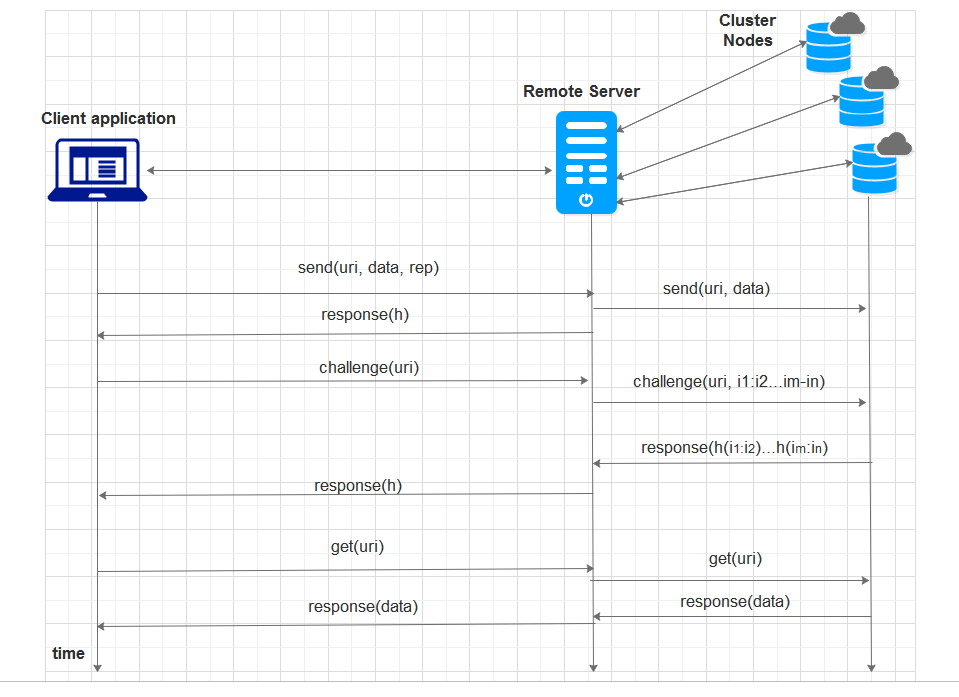 Cluster
Nodes
Remote Server
Client application
send(uri, data, rep)
send(uri, data)
response(h)
challenge(uri)
challenge(uri, i1:i2...im-in)
response(h(i1:i2)...h(im:in)
response(h)
get(uri)
get(uri)
response(data)
response(data)
time